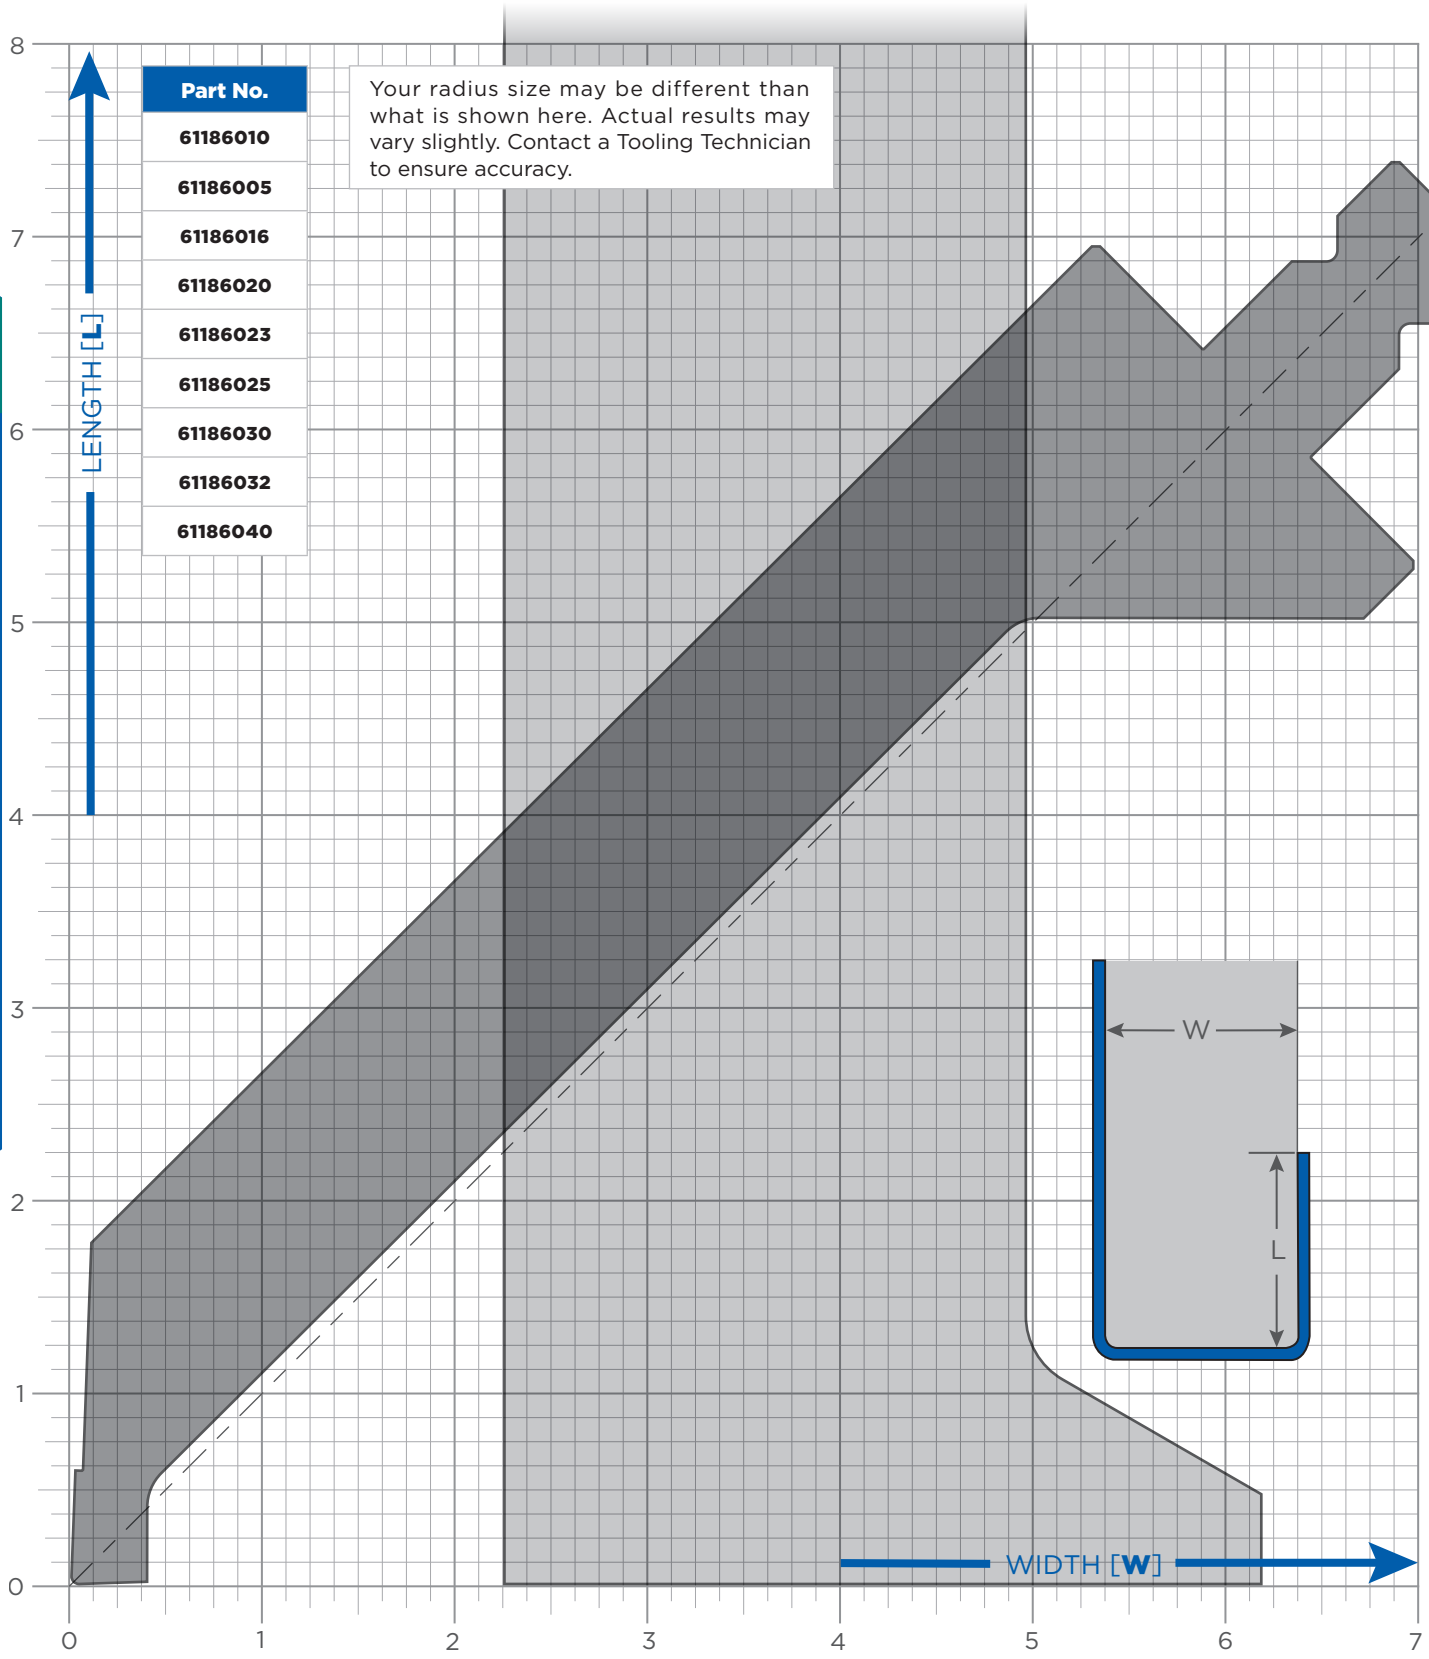 8
7
6
5
4
3
2
1
0
LENGTH [L]
Part No.
61186010
61186005
61186016
61186020
61186023
61186025
61186030
61186032
61186040
Your radius size may be different than
what is shown here. Actual results may
vary slightly. Contact a Tooling Technician
to ensure accuracy.
W
L
WIDTH [W]
0 1 2 3 4 5 6 7